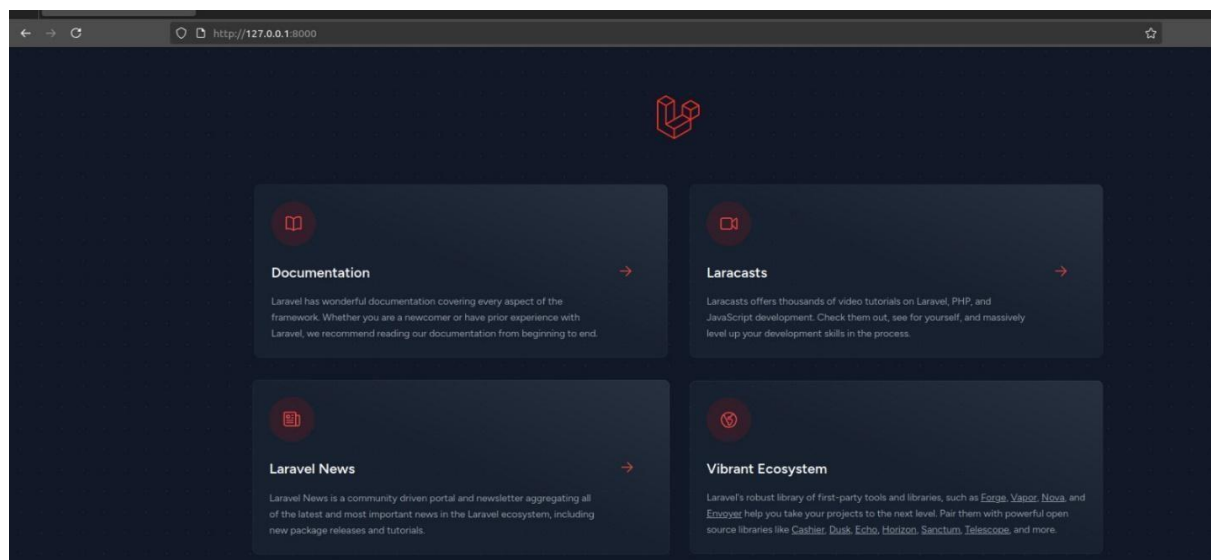 http://127.0.0.1:8000
Documentation
Laravel has wonderful documentation covering every aspect of the
framework. Whether you are a newcomer or have prior experience with
Laravel, we recommend reading our documentation from beginning to end.
Laracasts
Laracasts offers thousands of video tutorials on Laravel, PHP, and
JavaScript development. Check them out, see for yourself, and massively
level up your development skills in the process.
Laravel News
Laravel News is a community driven portal and newsletter aggregating all
of the latest and most important news in the Laravel ecosystem, including
new package releases and tutorials.
Vibrant Ecosystem
Laravel's robust library of first-party tools and libraries, such as Forge, Vapor, Nova, and
Envoyer help you take your projects to the next level. Pair them with powerful open
source libraries like Cashier, Dusk, Echo, Horizon, Sanctum, Telescope, and more.